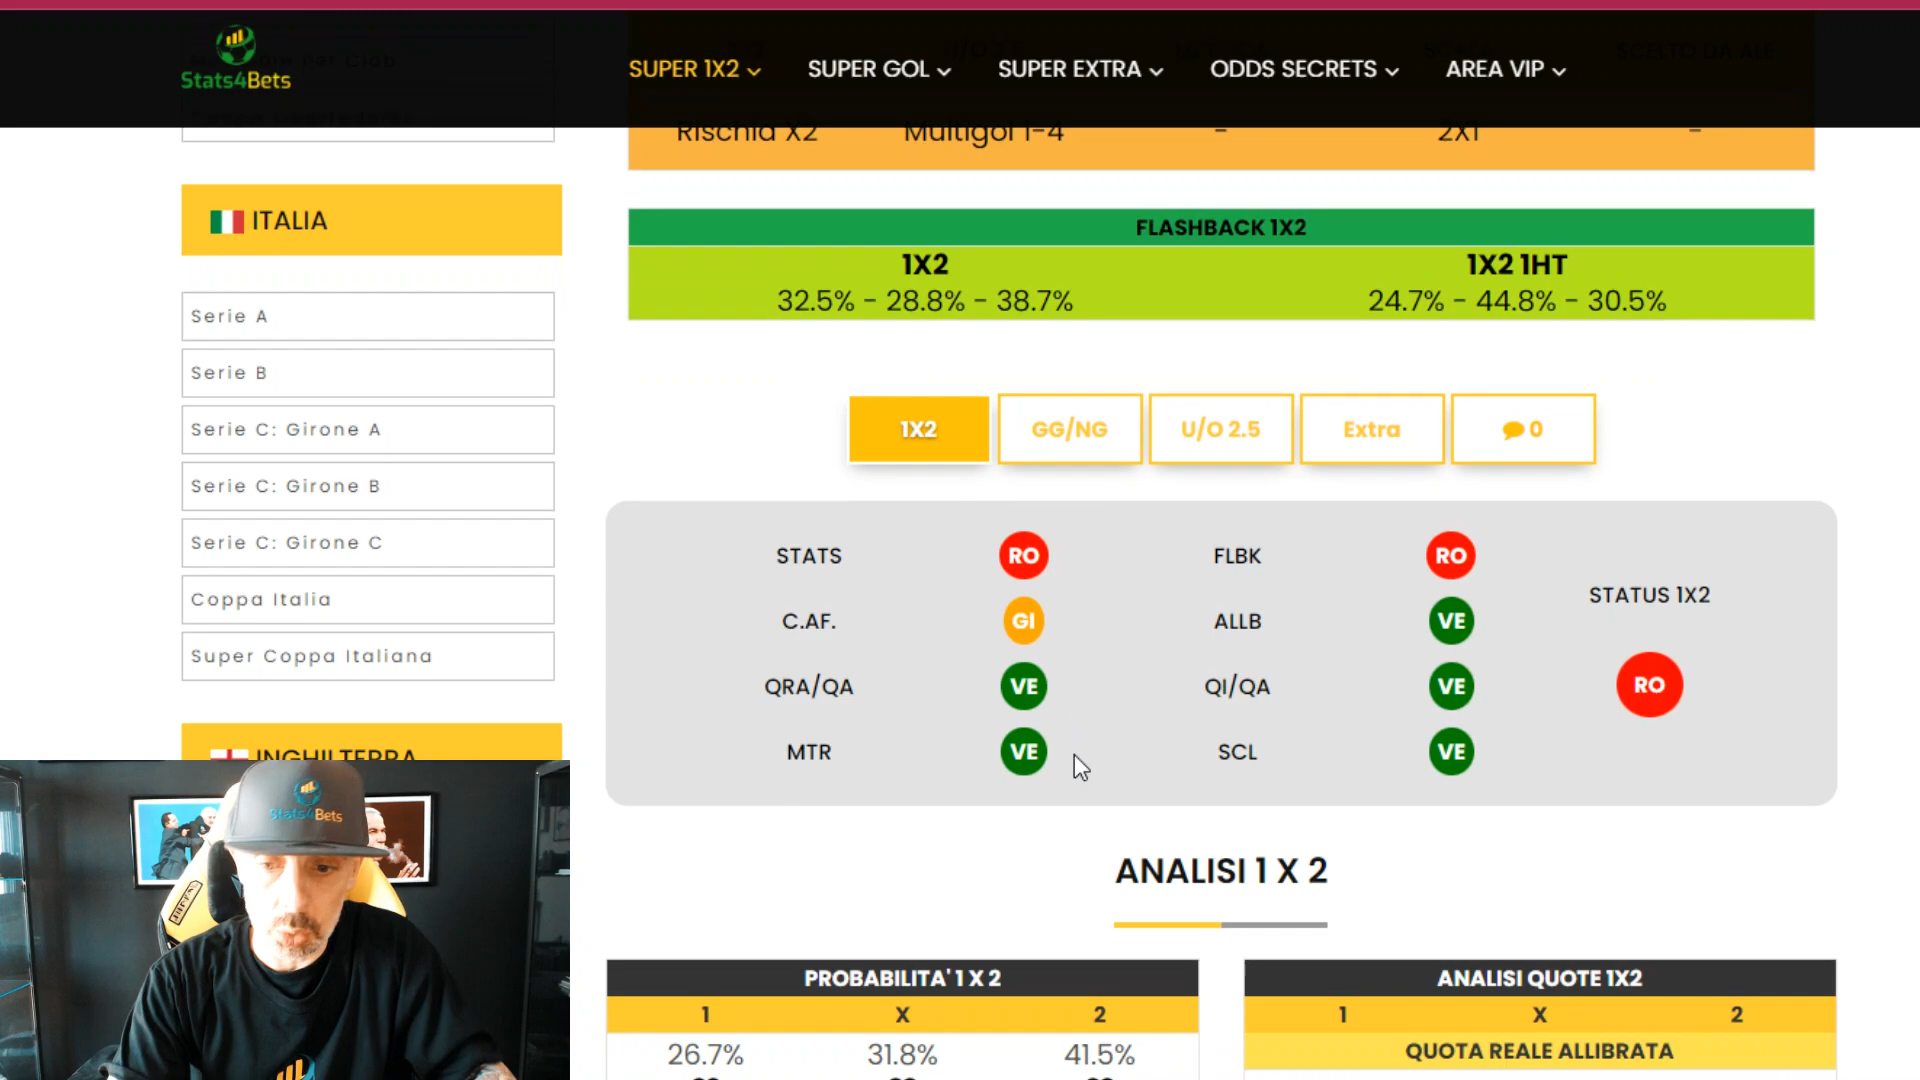 Stats4Bets
SUPER 1X2
SUPER GOL
SUPER EXTRA
ODDS SECRETS
AREA VIP
Rischia X2
Multigol 1-4
-
2X1
-
ITALIA
Serie A
Serie B
Serie C: Girone A
Serie C: Girone B
Serie C: Girone C
Coppa Italia
Super Coppa Italiana
INGHILTERRA
FLASHBACK 1X2
1X2
32.5% - 28.8% - 38.7%
1X2 1HT
24.7% - 44.8% - 30.5%
1X2
GG/NG
U/O 2.5
Extra
0
STATS RO FLBK RO
C.AF. GI ALLB VE
QRA/QA VE QI/QA VE
MTR VE SCL VE
STATUS 1X2
RO
ANALISI 1 X 2
PROBABILITA' 1 X 2
1 X 2
26.7% 31.8% 41.5%
ANALISI QUOTE 1X2
1 X 2
QUOTA REALE ALLIBRATA
Stats4Bets